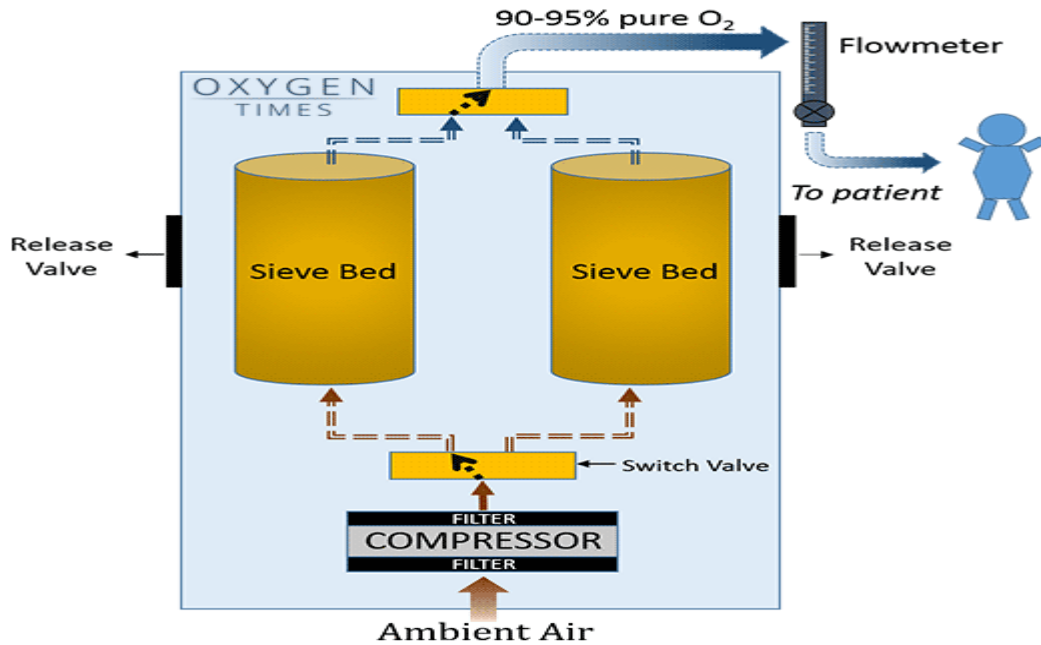 90-95% pure O₂
Flowmeter
OXYGEN
TIMES
To patient
Release
Valve
Sieve Bed
Sieve Bed
Release
Valve
Switch Valve
FILTER
COMPRESSOR
FILTER
Ambient Air